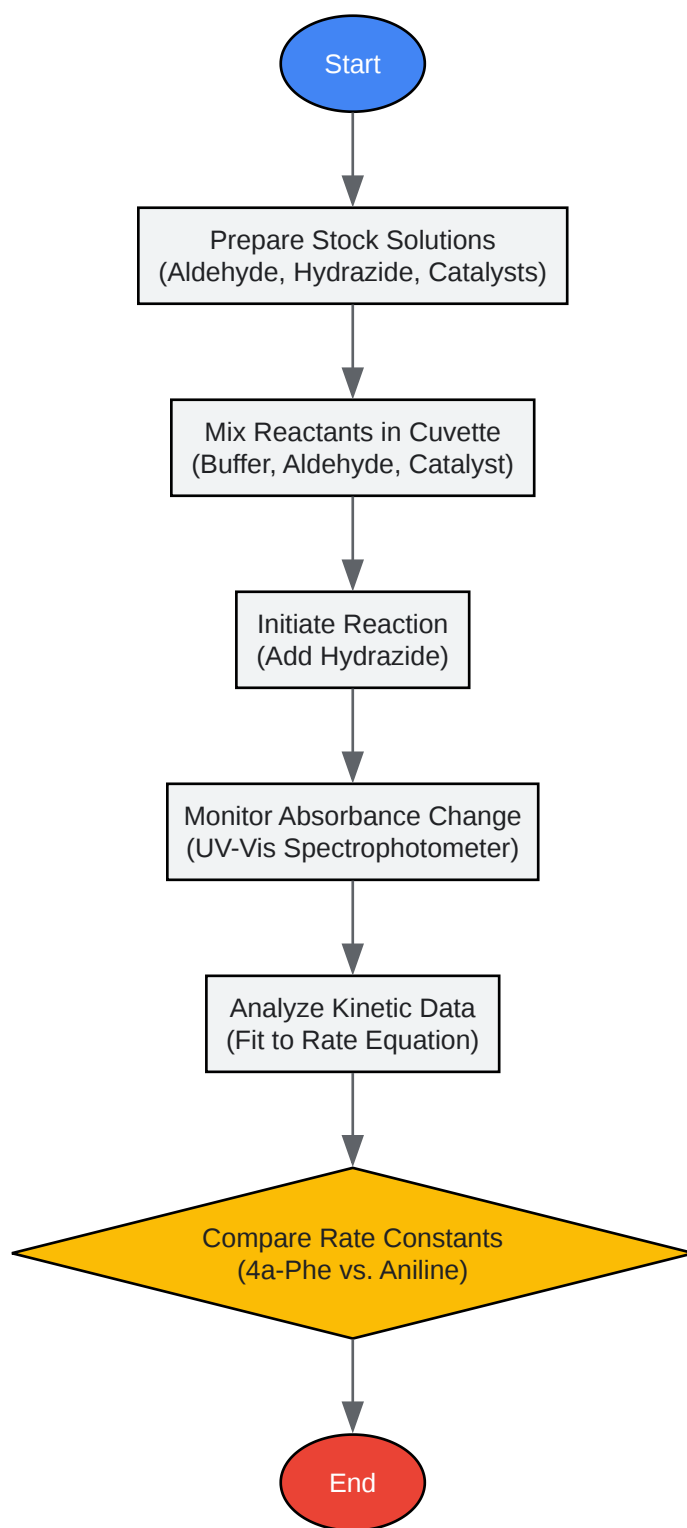 Start
Prepare Stock Solutions
(Aldehyde, Hydrazide, Catalysts)
Mix Reactants in Cuvette
(Buffer, Aldehyde, Catalyst)
Initiate Reaction
(Add Hydrazide)
Monitor Absorbance Change
(UV-Vis Spectrophotometer)
Analyze Kinetic Data
(Fit to Rate Equation)
Compare Rate Constants
(4a-Phe vs. Aniline)
End